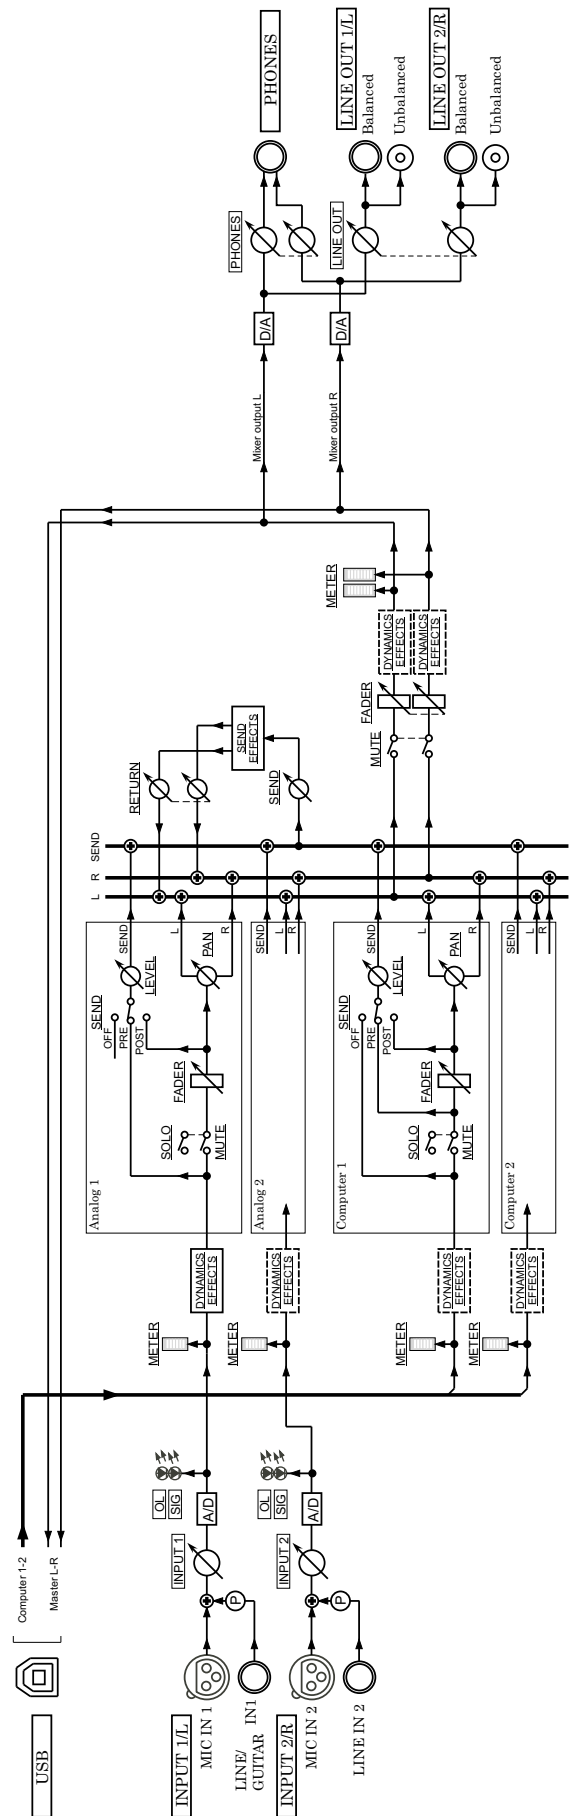 USB
Computer 1-2
Master L-R
INPUT 1/L
MIC IN 1
LINE/
GUITAR IN1
INPUT 2/R
MIC IN 2
LINE IN 2
P
P
INPUT 1
INPUT 2
A/D
A/D
OL
SIG
OL
SIG
METER
METER
METER
METER
DYNAMICS
EFFECTS
DYNAMICS
EFFECTS
DYNAMICS
EFFECTS
DYNAMICS
EFFECTS
Analog 1
SOLO
MUTE
FADER
SEND
OFF
PRE
POST
LEVEL
PAN
SEND
L
R
Analog 2
SEND
L
R
Computer 1
SOLO
MUTE
FADER
SEND
OFF
PRE
POST
LEVEL
PAN
SEND
L
R
Computer 2
SEND
L
R
L
R
SEND
RETURN
SEND
SEND
EFFECTS
MUTE
FADER
DYNAMICS
EFFECTS
DYNAMICS
EFFECTS
METER
Mixer output L
Mixer output R
D/A
D/A
PHONES
LINE OUT
PHONES
LINE OUT 1/L
Balanced
Unbalanced
LINE OUT 2/R
Balanced
Unbalanced